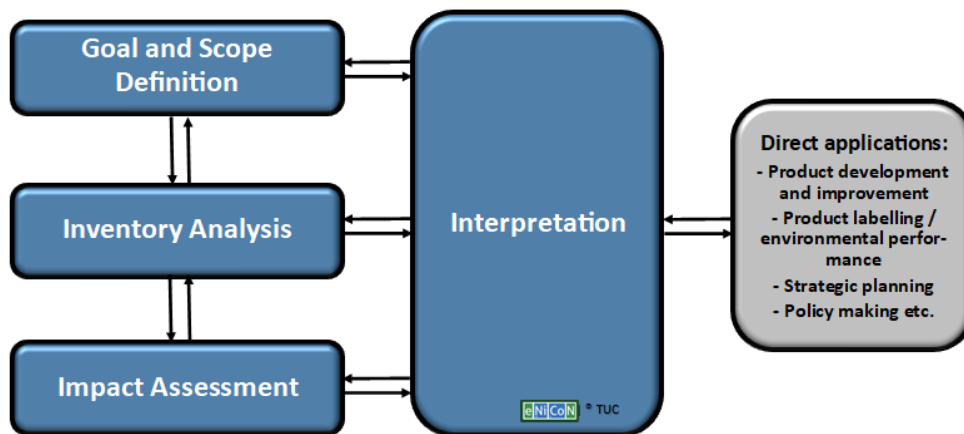 Goal and Scope
Definition
Inventory Analysis
Impact Assessment
Interpretation
eNiCoN ® TUC
Direct applications:
- Product development
and improvement
- Product labelling /
environmental perfor-
mance
- Strategic planning
- Policy making etc.